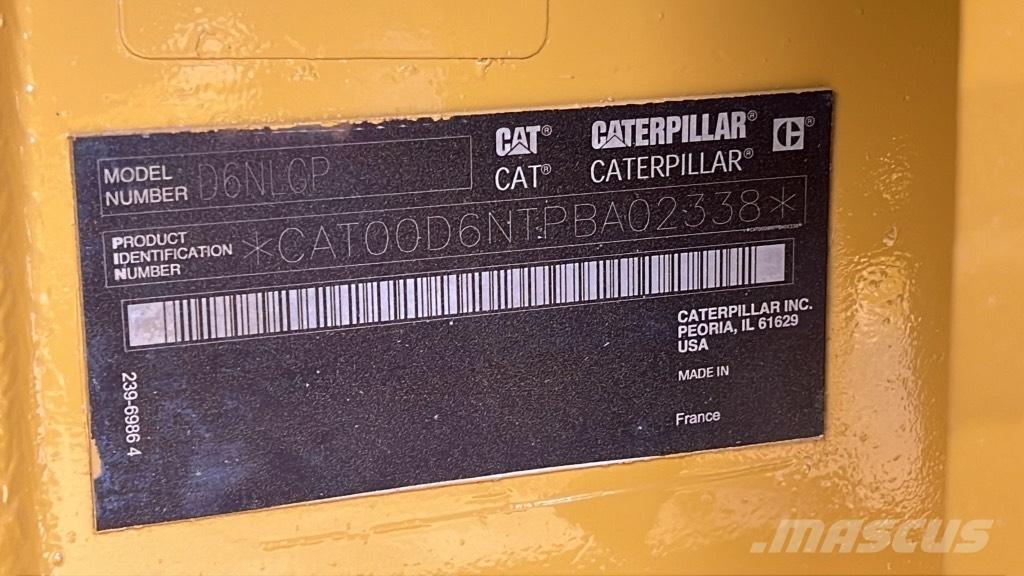 CAT® CATERPILLAR® C®
CAT® CATERPILLAR®
MODEL NUMBER D6NLGP
PRODUCT IDENTIFICATION NUMBER *CAT00D6NTPBA02338*
CATERPILLAR INC.
PEORIA, IL 61629
USA
MADE IN
France
239-6986 4
MASCUS